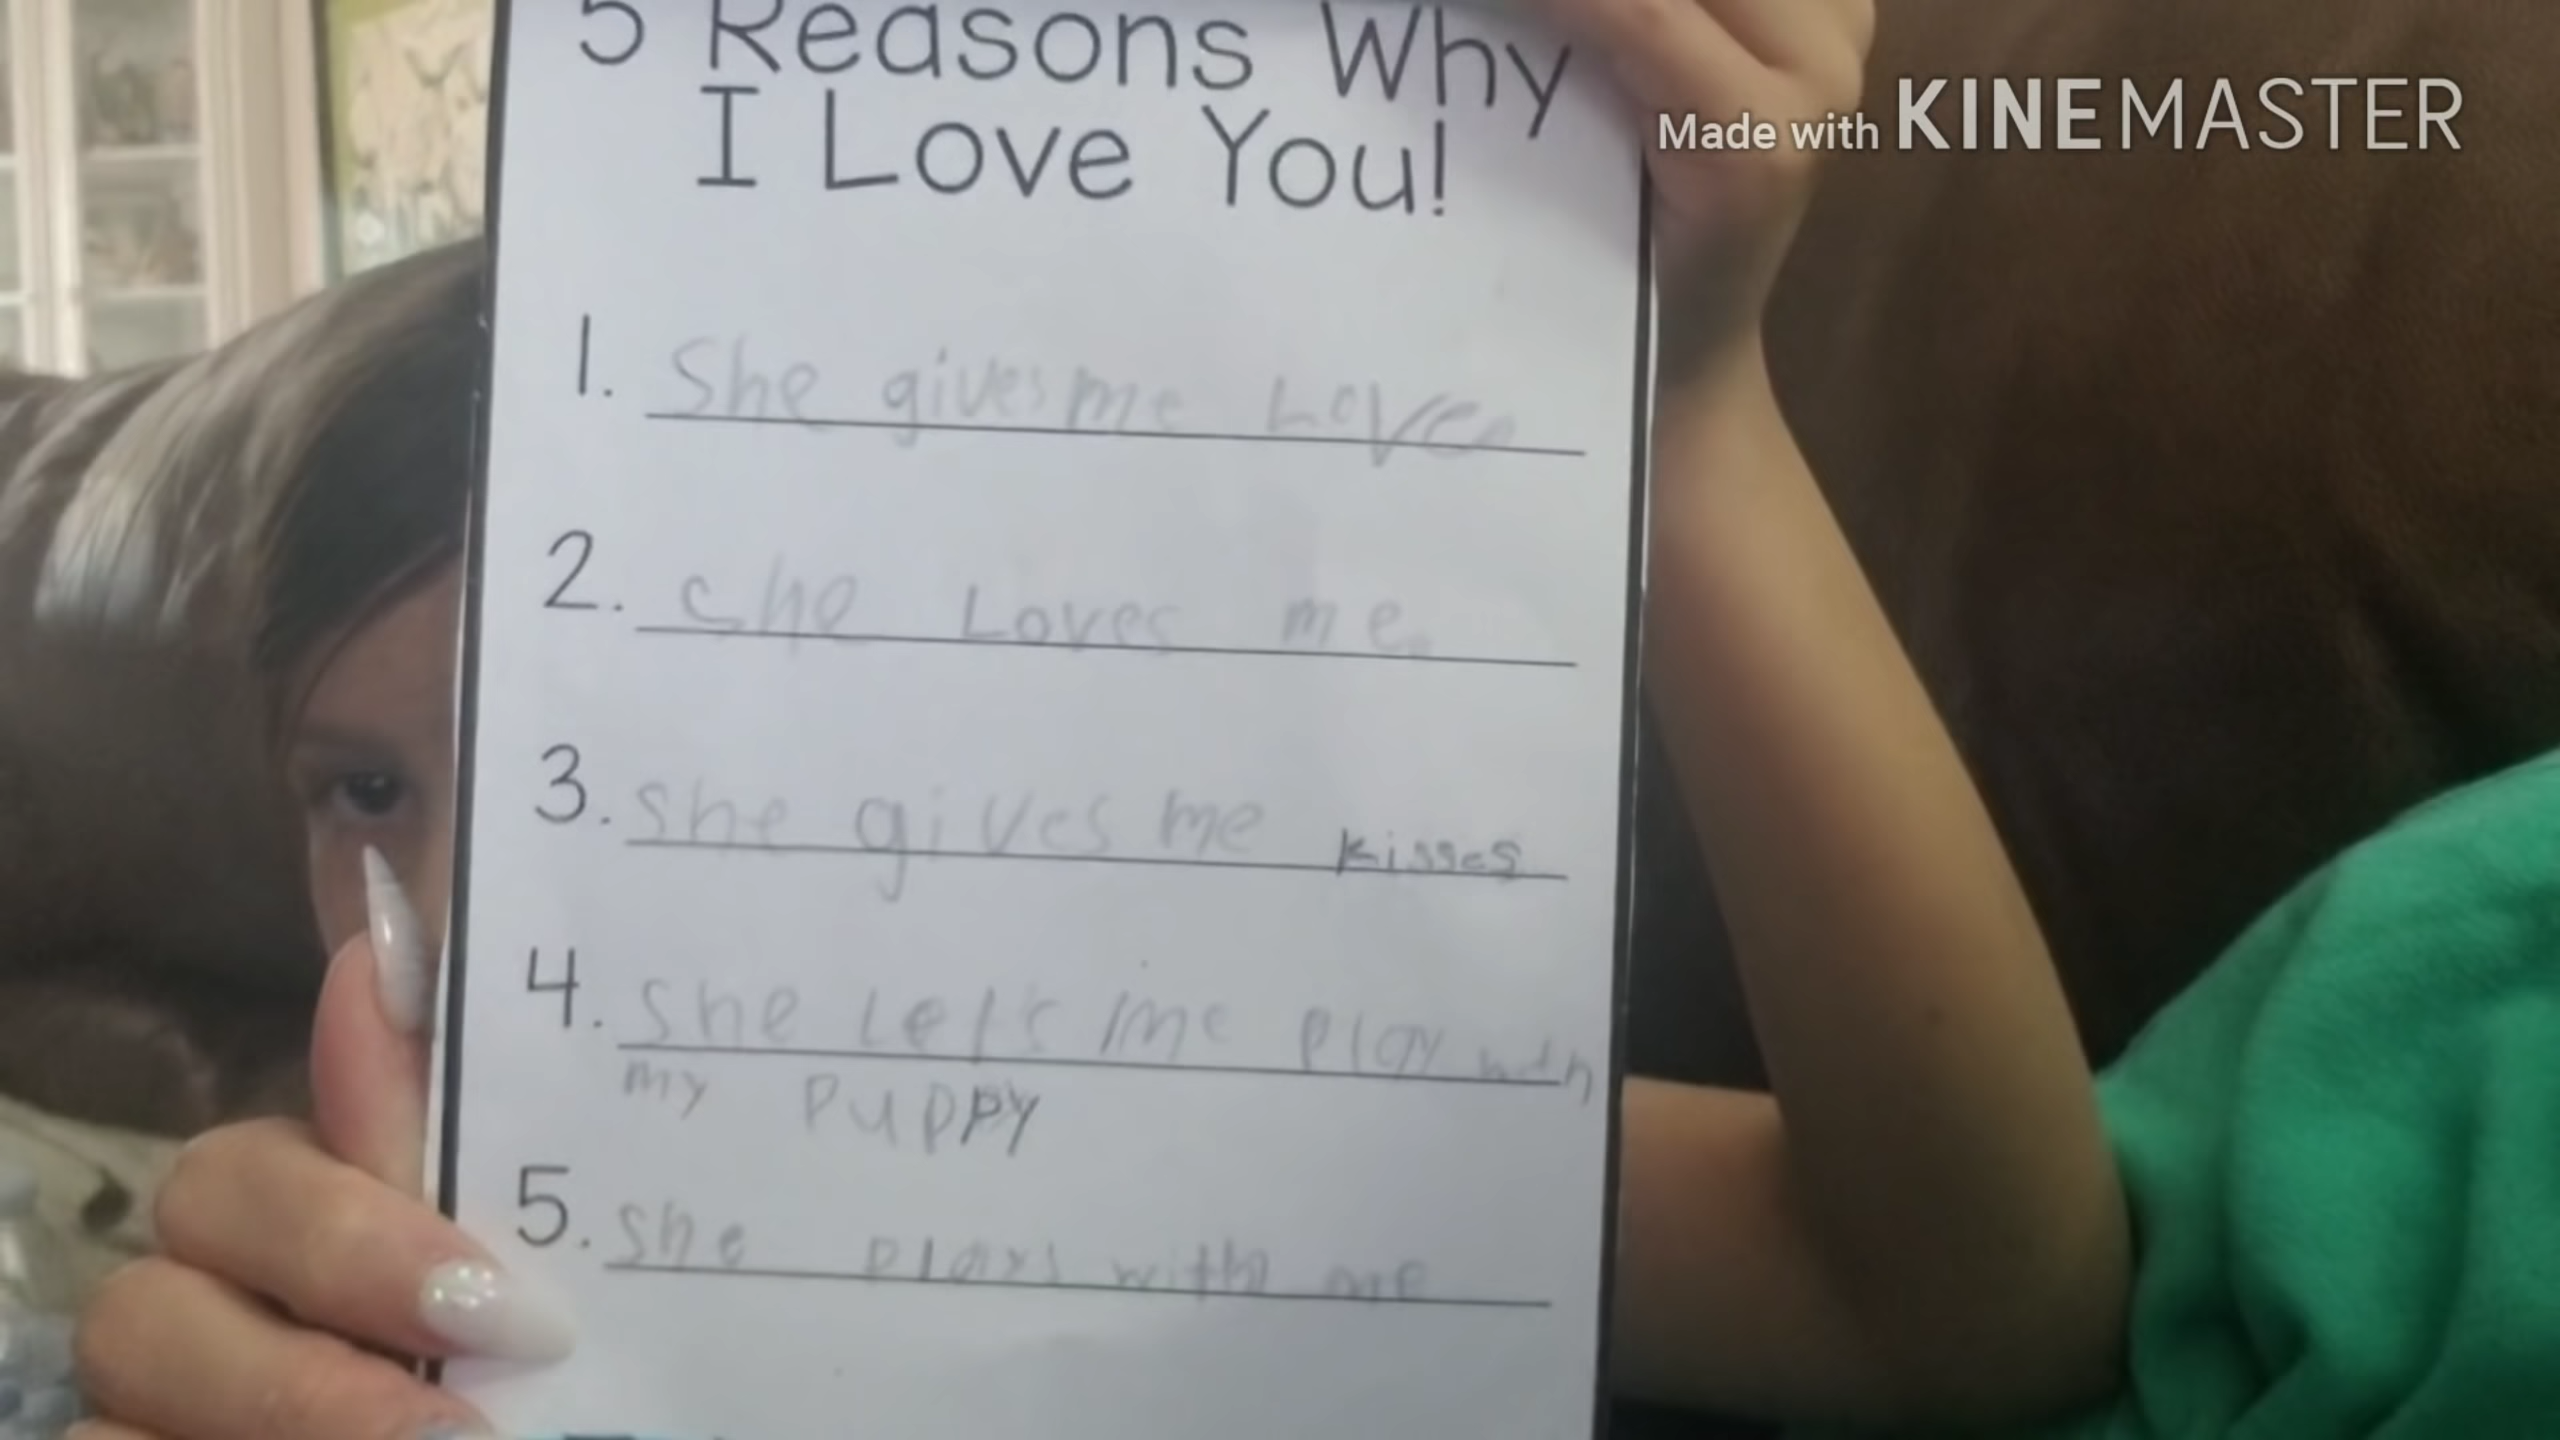 5 Reasons Why
I Love You!
Made with KINEMASTER
1. She gives me Love
2. she Loves me.
3. She gives me kisses
4. She Let's me play with
my puppy
5. She plays with me